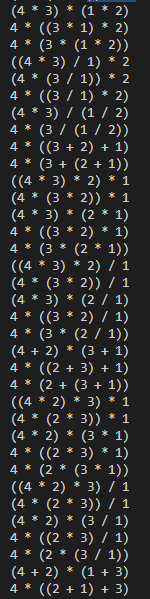 (4 * 3) * (1 * 2)
4 * ((3 * 1) * 2)
4 * (3 * (1 * 2))
((4 * 3) / 1) * 2
(4 * (3 / 1)) * 2
4 * ((3 / 1) * 2)
(4 * 3) / (1 / 2)
4 * (3 / (1 / 2))
4 * ((3 + 2) + 1)
4 * (3 + (2 + 1))
((4 * 3) * 2) * 1
(4 * (3 * 2)) * 1
(4 * 3) * (2 * 1)
4 * ((3 * 2) * 1)
4 * (3 * (2 * 1))
((4 * 3) * 2) / 1
(4 * (3 * 2)) / 1
(4 * 3) * (2 / 1)
4 * ((3 * 2) / 1)
4 * (3 * (2 / 1))
(4 + 2) * (3 + 1)
4 * ((2 + 3) + 1)
4 * (2 + (3 + 1))
((4 * 2) * 3) * 1
(4 * (2 * 3)) * 1
(4 * 2) * (3 * 1)
4 * ((2 * 3) * 1)
4 * (2 * (3 * 1))
((4 * 2) * 3) / 1
(4 * (2 * 3)) / 1
(4 * 2) * (3 / 1)
4 * ((2 * 3) / 1)
4 * (2 * (3 / 1))
(4 + 2) * (1 + 3)
4 * ((2 + 1) + 3)